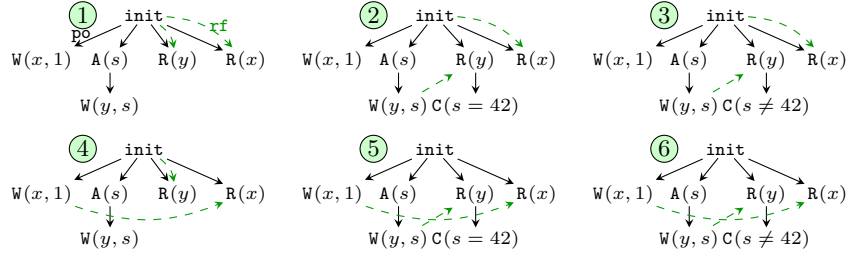 1 init 2 init 3 init
po rf
W(x, 1) A(s) R(y) R(x) W(x, 1) A(s) R(y) R(x) W(x, 1) A(s) R(y) R(x)
W(y, s) W(y, s) C(s = 42) W(y, s) C(s ≠ 42)
4 init 5 init 6 init
W(x, 1) A(s) R(y) R(x) W(x, 1) A(s) R(y) R(x) W(x, 1) A(s) R(y) R(x)
W(y, s) W(y, s) C(s = 42) W(y, s) C(s ≠ 42)